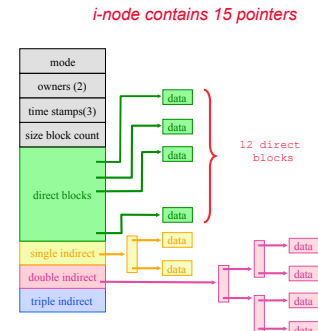 i-node contains 15 pointers
mode
owners (2)
time stamps(3)
size block count
direct blocks
single indirect
double indirect
triple indirect
data
data
data
data
12 direct
blocks
data
data
data
data
data
data